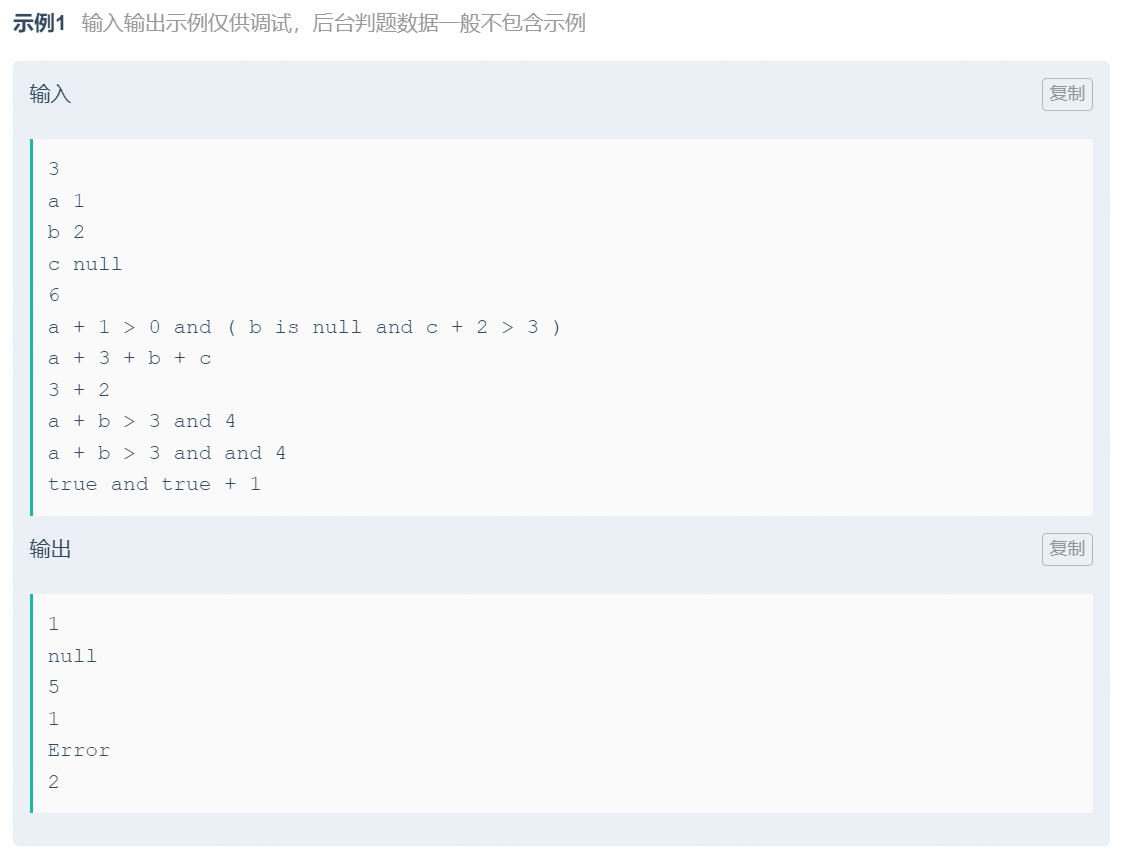 示例1 输入输出示例仅供调试，后台判题数据一般不包含示例
输入
复制
3
a 1
b 2
c null
6
a + 1 > 0 and ( b is null and c + 2 > 3 )
a + 3 + b + c
3 + 2
a + b > 3 and 4
a + b > 3 and and 4
true and true + 1
输出
复制
1
null
5
1
Error
2